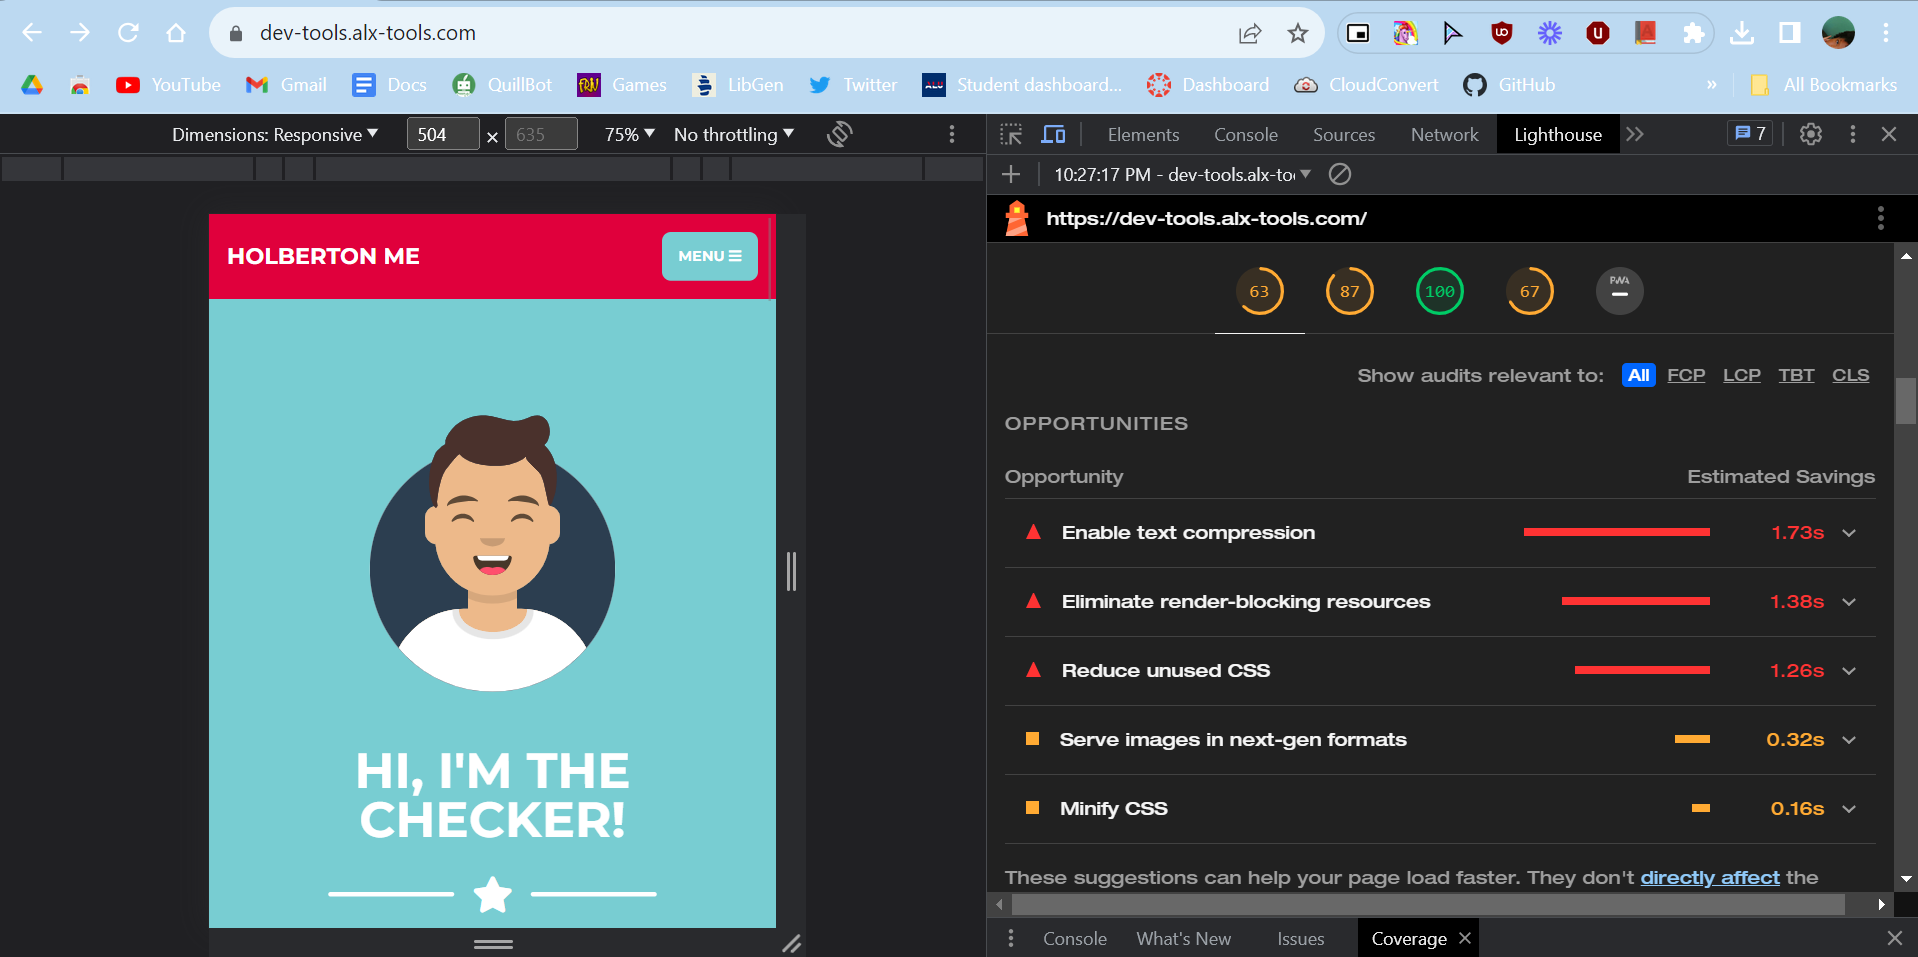 dev-tools.alx-tools.com
YouTube Gmail Docs QuillBot Games LibGen Twitter Student dashboard... Dashboard CloudConvert GitHub » All Bookmarks
Dimensions: Responsive 504 × 635 75% No throttling
Elements Console Sources Network Lighthouse 7
10:27:17 PM - dev-tools.alx-to
https://dev-tools.alx-tools.com/
HOLBERTON ME
MENU
HI, I'M THE
CHECKER!
63 87 100 67 PWA
Show audits relevant to: All FCP LCP TBT CLS
OPPORTUNITIES
Opportunity Estimated Savings
Enable text compression 1.73s
Eliminate render-blocking resources 1.38s
Reduce unused CSS 1.26s
Serve images in next-gen formats 0.32s
Minify CSS 0.16s
These suggestions can help your page load faster. They don't directly affect the
Console What's New Issues Coverage